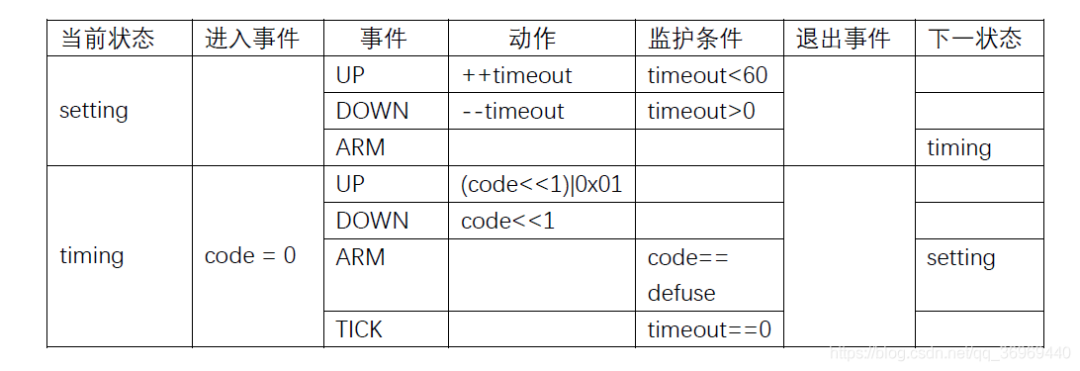 当前状态 进入事件 事件 动作 监护条件 退出事件 下一状态
setting
UP ++timeout timeout<60
DOWN --timeout timeout>0
ARM timing
timing
code = 0
UP (code<<1)|0x01
DOWN code<<1
ARM code==
defuse
setting
TICK timeout==0
https://blog.csdn.net/qq_36969440